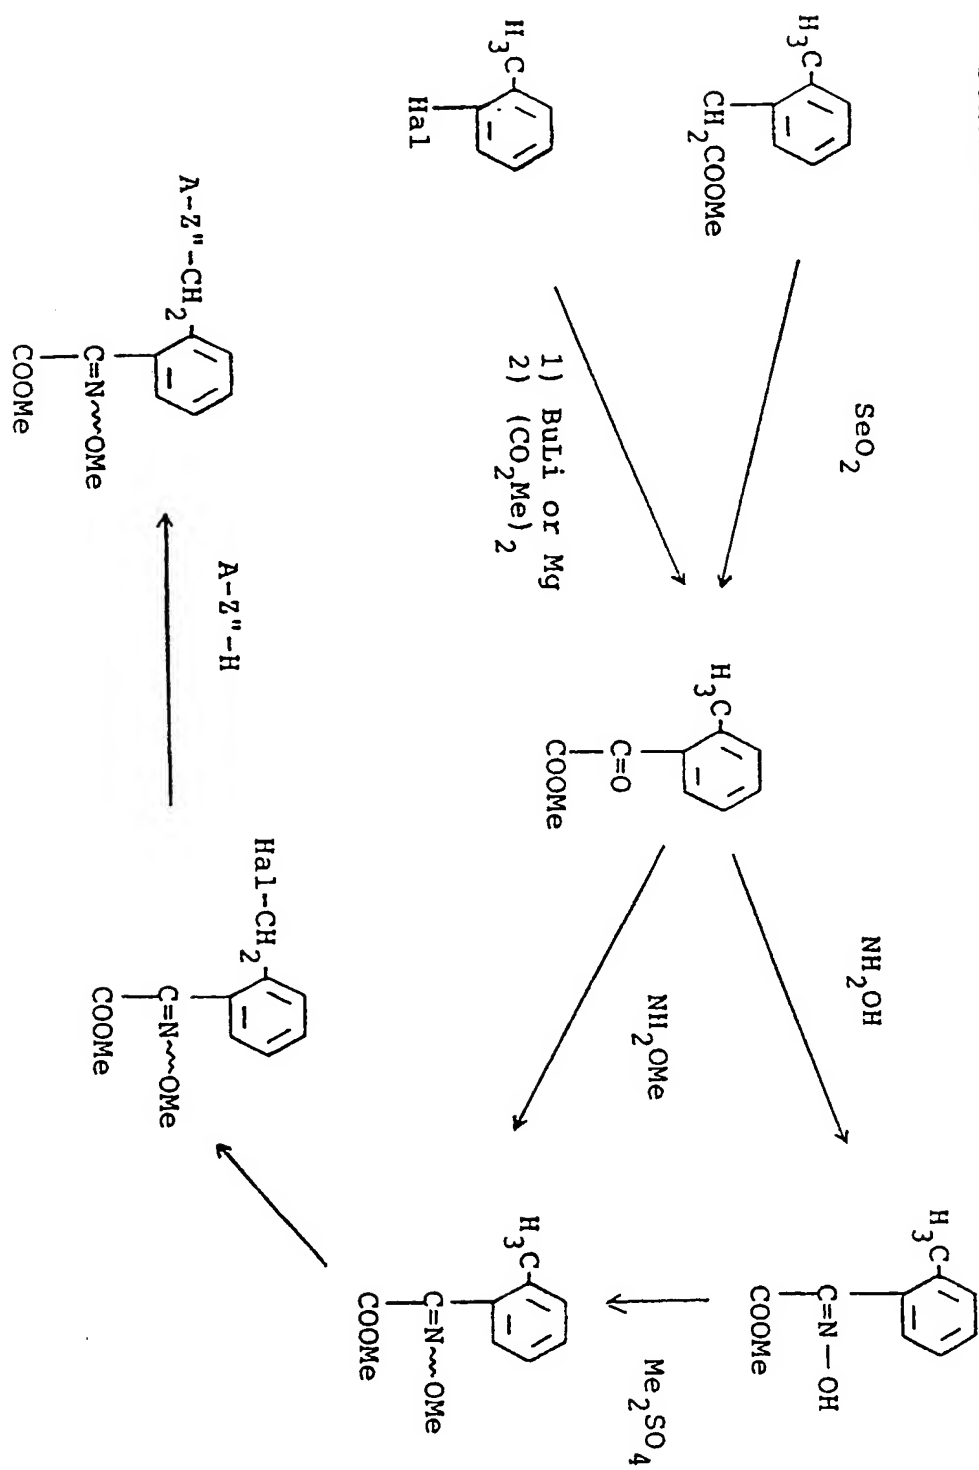 H₃C
CH₂COOMe
SeO₂
H₃C
Hal
1) BuLi or Mg
2) (CO₂Me)₂
H₃C
C=O
COOMe
NH₂OH
NH₂OMe
H₃C
C=N—OH
COOMe
Me₂SO₄
H₃C
C=N~OMe
COOMe
Hal-CH₂
C=N~OMe
COOMe
A-Z"-H
A-Z"-CH₂
C=N~OMe
COOMe